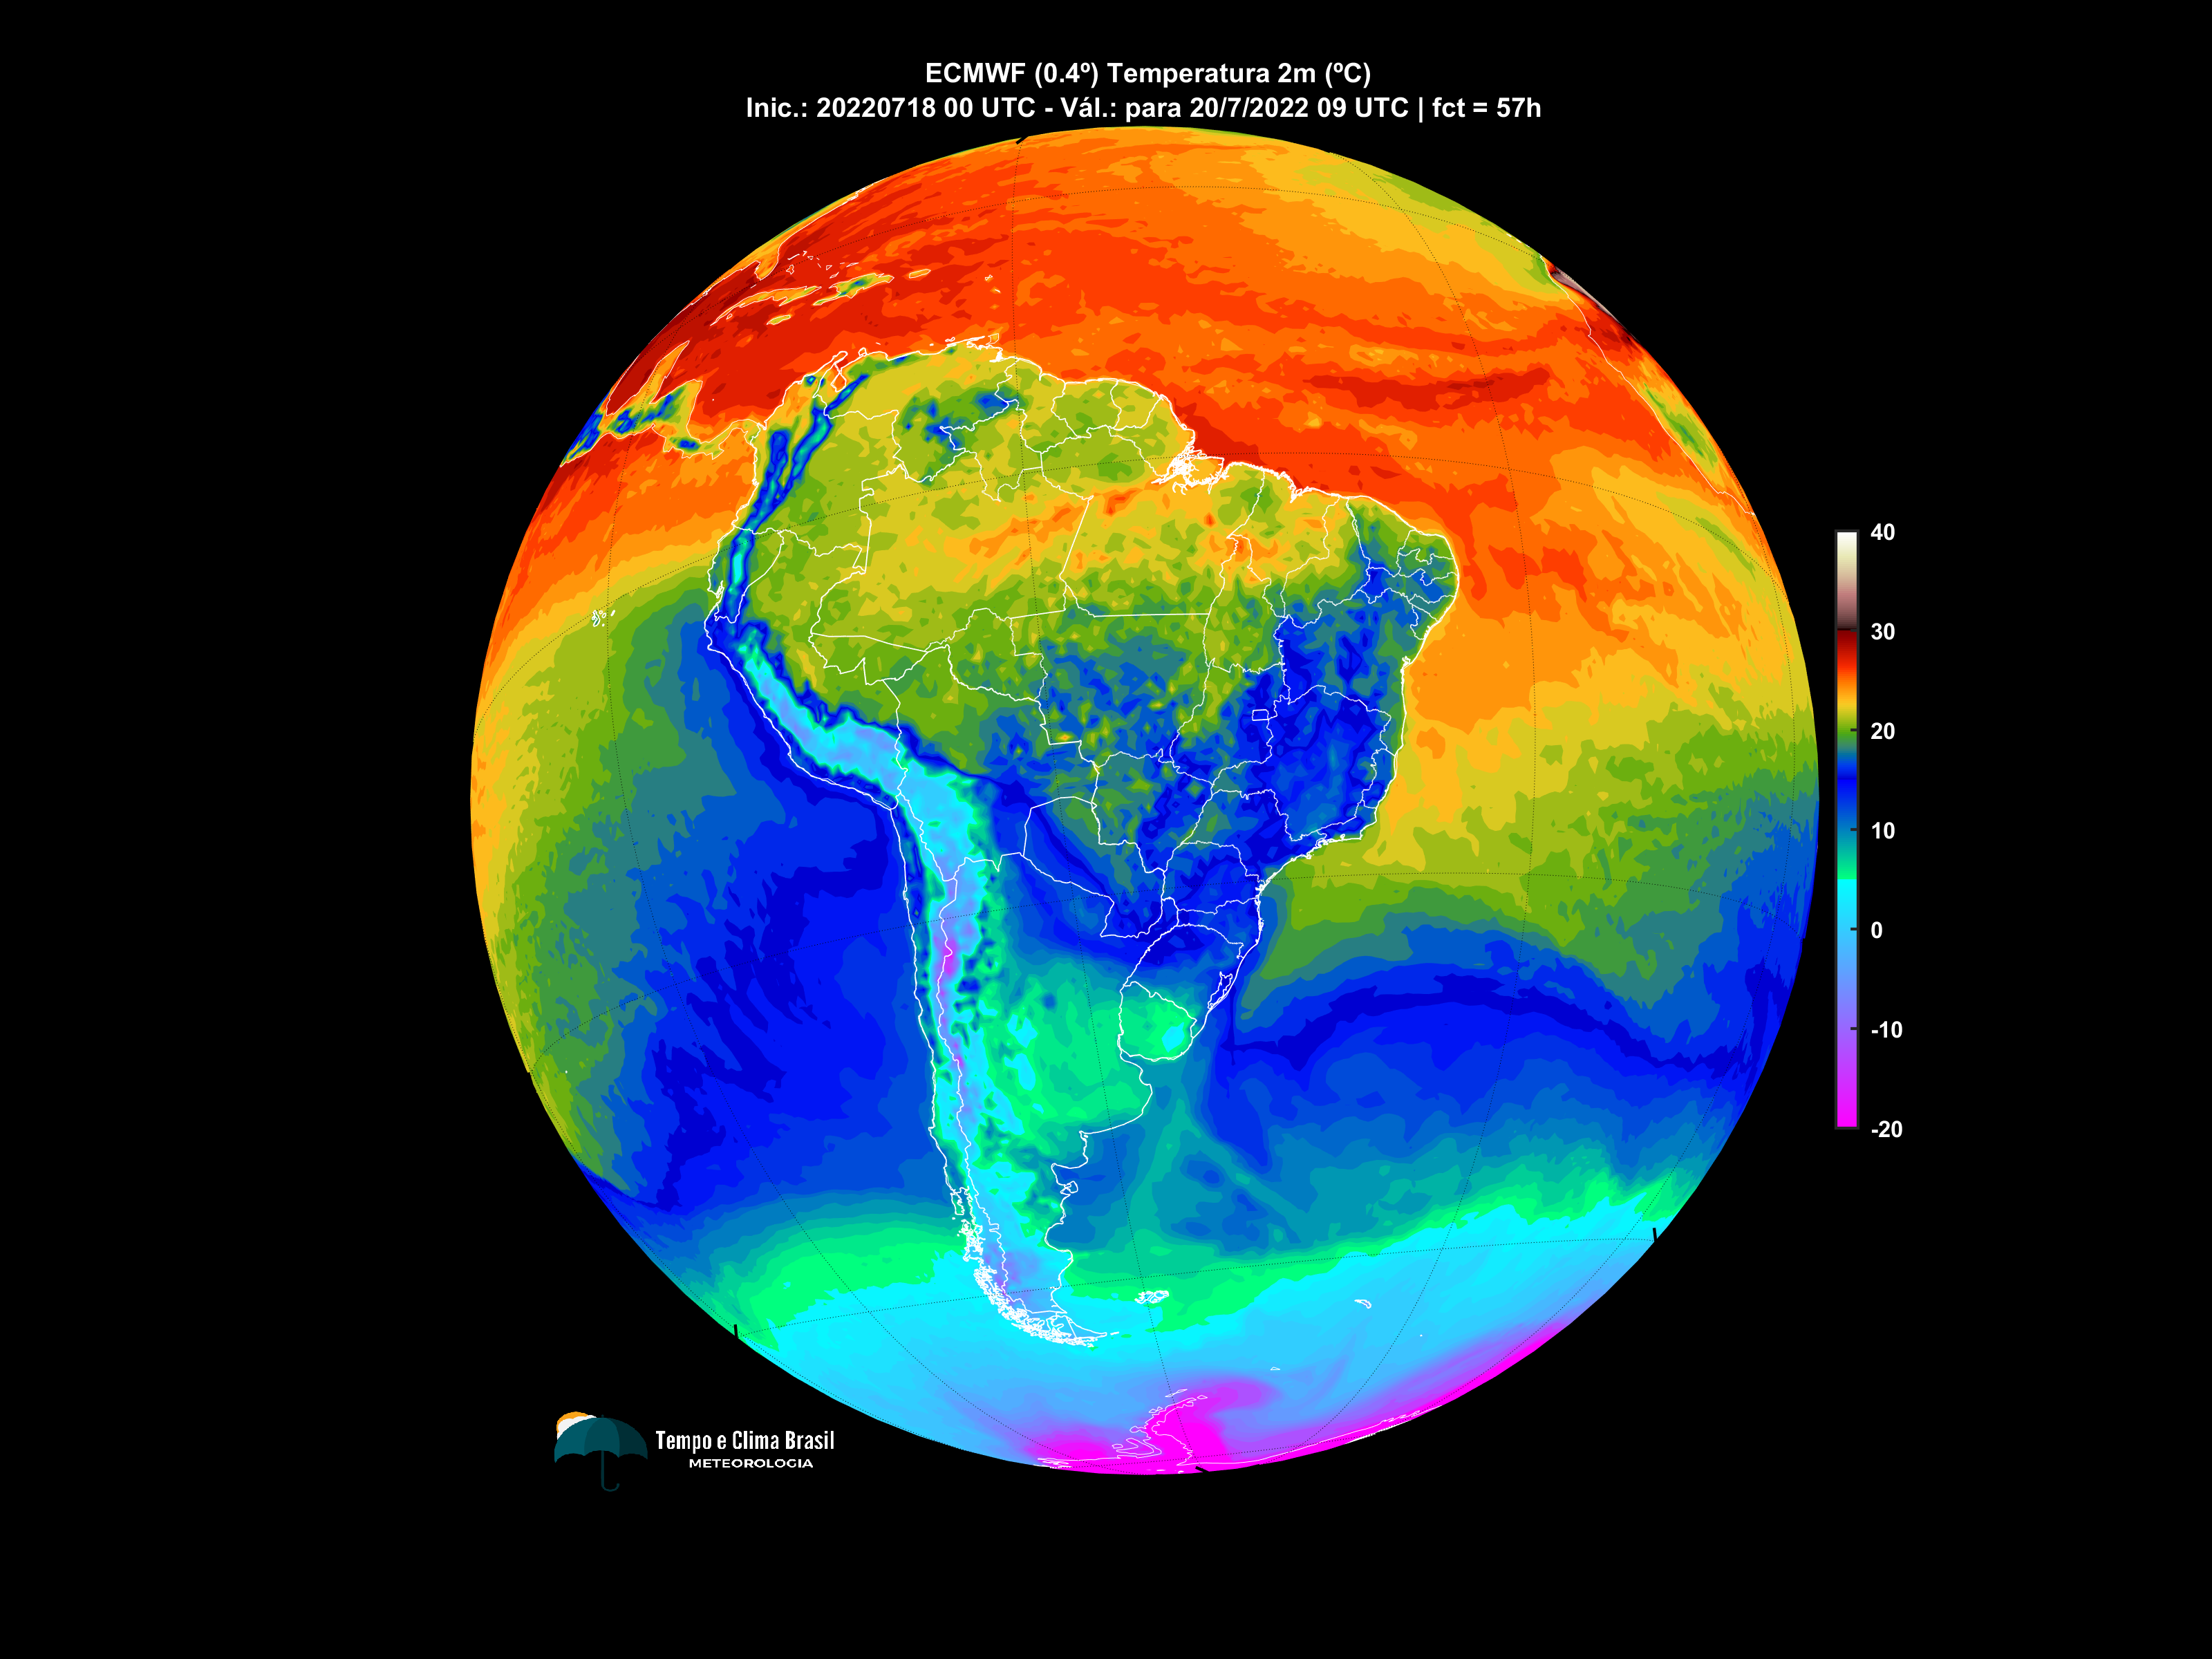 ECMWF (0.4º) Temperatura 2m (ºC)
Inic.: 20220718 00 UTC - Vál.: para 20/7/2022 09 UTC | fct = 57h
40
30
20
10
0
-10
-20
Tempo e Clima Brasil
METEOROLOGIA